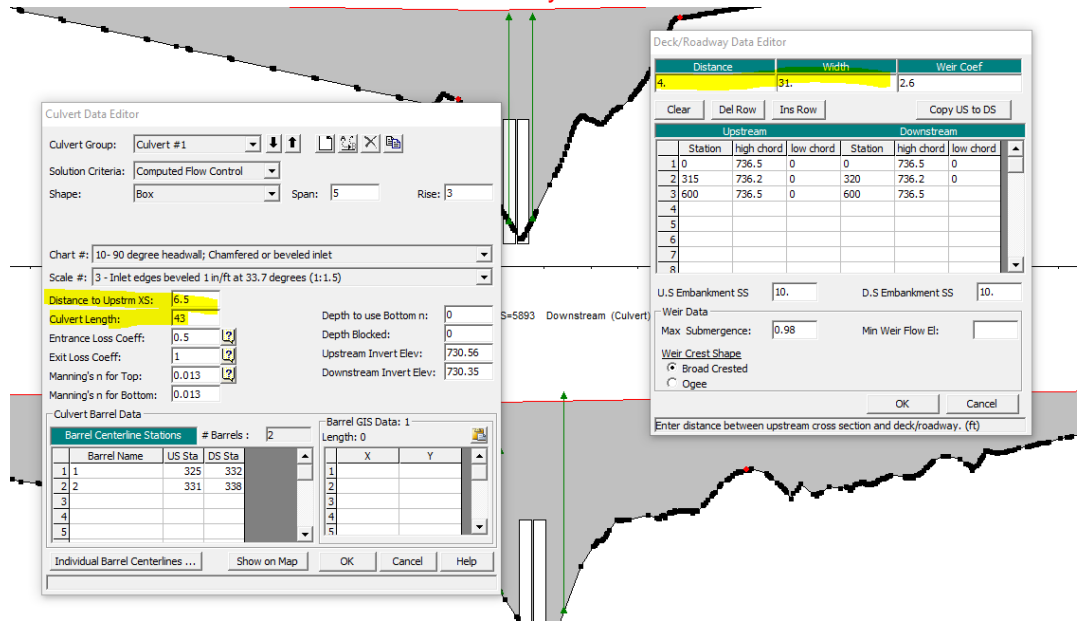 Culvert Data Editor
Culvert Group: Culvert #1
Solution Criteria: Computed Flow Control
Shape: Box Span: 5 Rise: 3
Chart #: 10- 90 degree headwall; Chamfered or beveled inlet
Scale #: 3 - Inlet edges beveled 1 in/ft at 33.7 degrees (1:1.5)
Distance to Upstrm XS: 6.5
Culvert Length: 43 Depth to use Bottom n: 0
Entrance Loss Coeff: 0.5 Depth Blocked: 0
Exit Loss Coeff: 1 Upstream Invert Elev: 730.56
Manning's n for Top: 0.013 Downstream Invert Elev: 730.35
Manning's n for Bottom: 0.013
Culvert Barrel Data
Barrel Centerline Stations # Barrels : 2
Barrel GIS Data: 1
Length: 0
Barrel Name US Sta DS Sta X Y
1 1 325 332 1
2 2 331 338 2
3 3
4 4
5 5
Individual Barrel Centerlines ... Show on Map OK Cancel Help
S=5893 Downstream (Culvert)
Deck/Roadway Data Editor
Distance Width Weir Coef
4. 31. 2.6
Clear Del Row Ins Row Copy US to DS
Upstream Downstream
Station high chord low chord Station high chord low chord
1 0 736.5 0 0 736.5 0
2 315 736.2 0 320 736.2 0
3 600 736.5 0 600 736.5
4
5
6
7
8
U.S Embankment SS 10. D.S Embankment SS 10.
Weir Data
Max Submergence: 0.98 Min Weir Flow El:
Weir Crest Shape
Broad Crested
Ogee
OK Cancel
Enter distance between upstream cross section and deck/roadway. (ft)